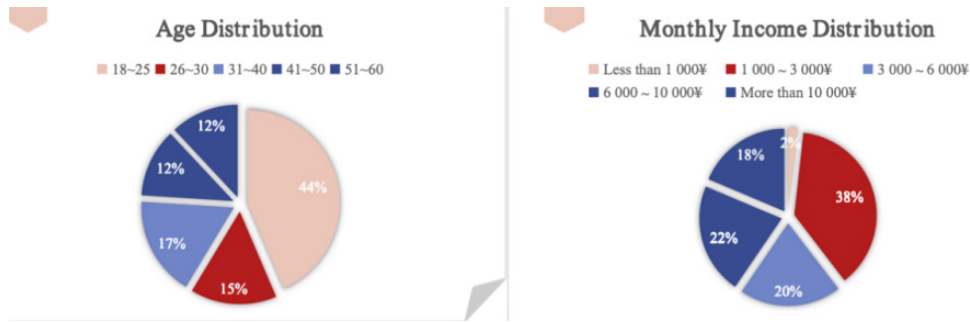 Age Distribution
18~25 26~30 31~40 41~50 51~60
12%
12%
44%
17%
15%
Monthly Income Distribution
Less than 1 000¥ 1 000 ~ 3 000¥ 3 000 ~ 6 000¥
6 000 ~ 10 000¥ More than 10 000¥
2%
18%
38%
22%
20%